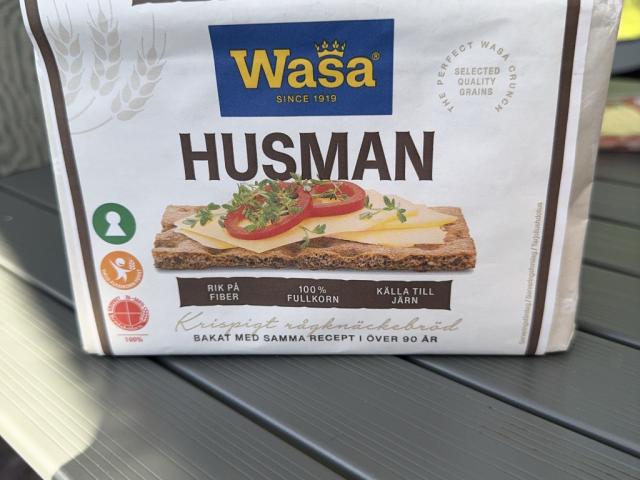 Wasa®
SINCE 1919
THE PERFECT WASA CRUNCH
SELECTED
QUALITY
GRAINS
HUSMAN
RIK PÅ
FIBER
100 %
FULLKORN
KÄLLA TILL
JÄRN
Krispigt rågknäckebröd
BAKAT MED SAMMA RECEPT I ÖVER 90 ÅR
100%